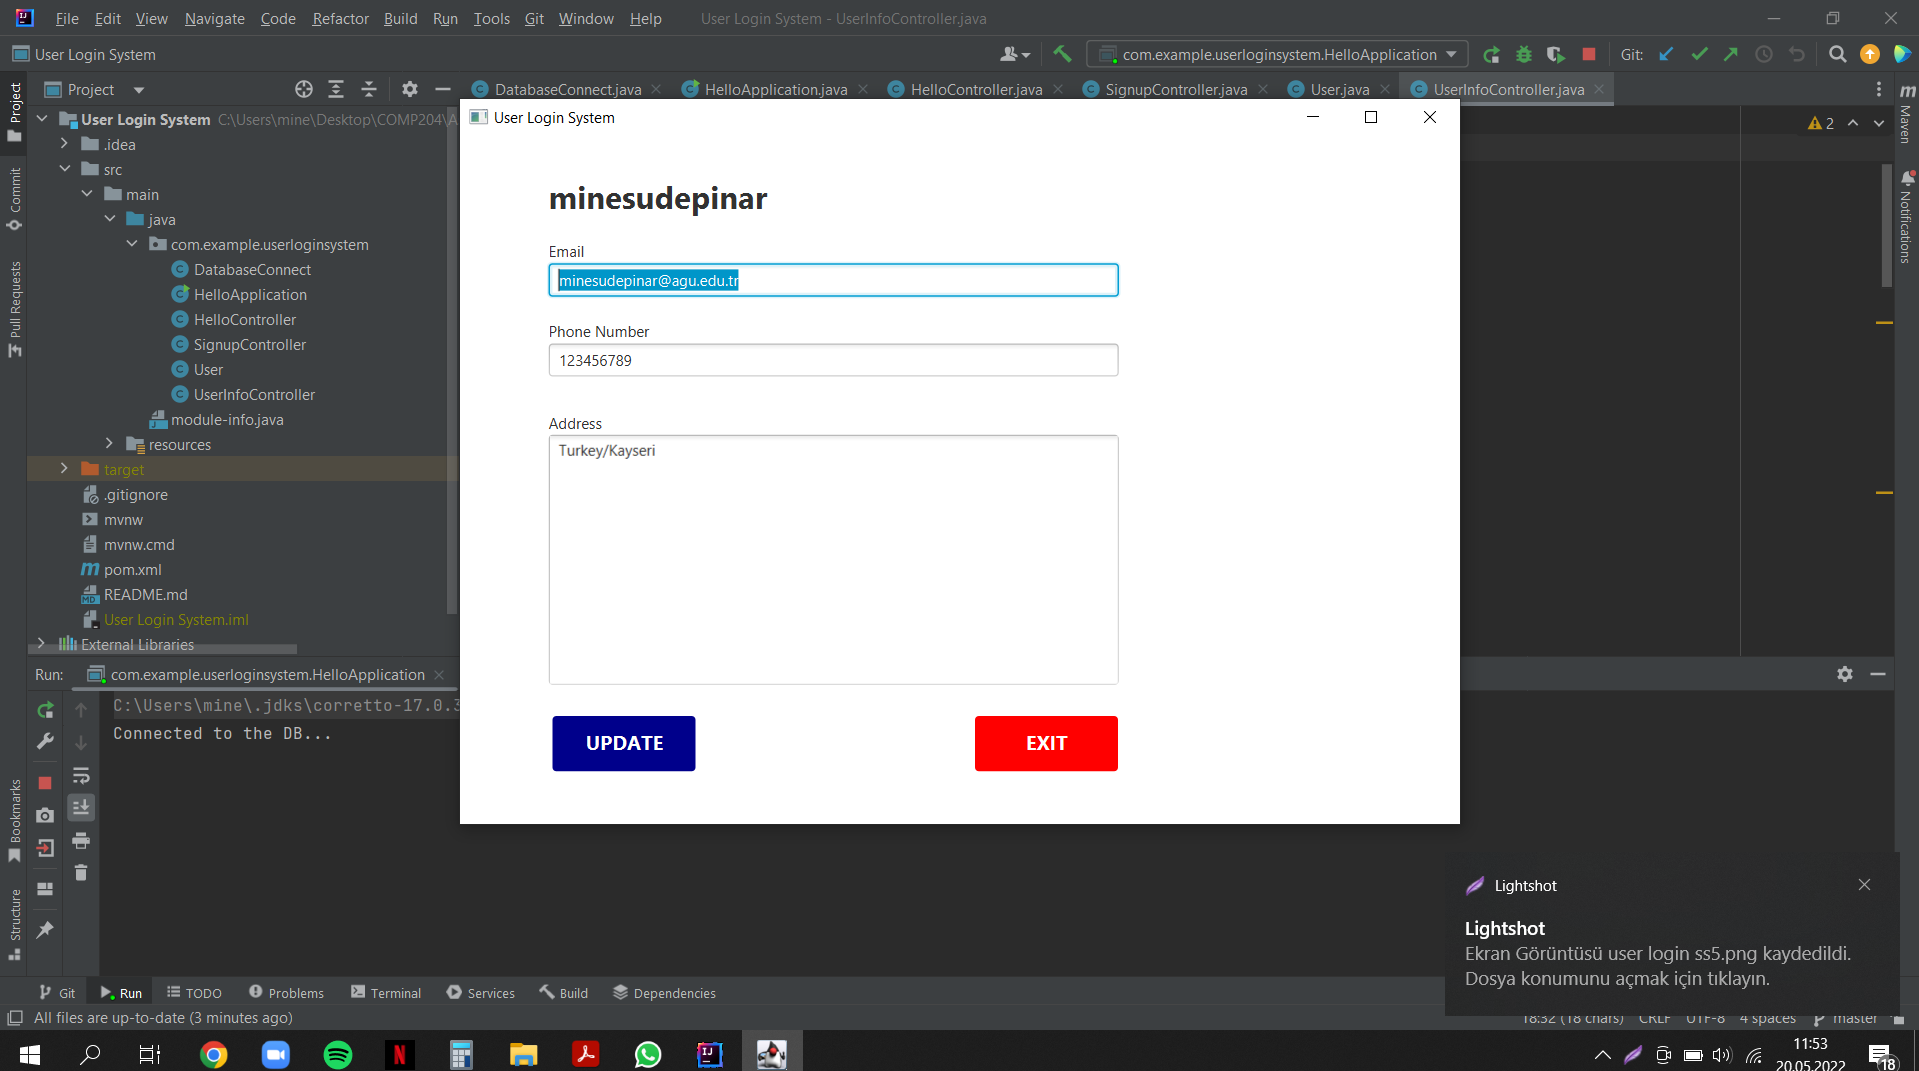 File Edit View Navigate Code Refactor Build Run Tools Git Window Help User Login System - UserInfoController.java
User Login System
com.example.userloginsystem.HelloApplication
Git:
Project
DatabaseConnect.java
HelloApplication.java
HelloController.java
SignupController.java
User.java
UserInfoController.java
Project
Commit
Pull Requests
Bookmarks
Structure
User Login System C:\Users\mine\Desktop\COMP204\A
.idea
src
main
java
com.example.userloginsystem
DatabaseConnect
HelloApplication
HelloController
SignupController
User
UserInfoController
module-info.java
resources
target
.gitignore
mvnw
mvnw.cmd
pom.xml
README.md
User Login System.iml
External Libraries
2
Maven
Notifications
User Login System
minesudepinar
Email
minesudepinar@agu.edu.tr
Phone Number
123456789
Address
Turkey/Kayseri
UPDATE
EXIT
Run: com.example.userloginsystem.HelloApplication
C:\Users\mine\.jdks\corretto-17.0.3
Connected to the DB...
Lightshot
Lightshot
Ekran Görüntüsü user login ss5.png kaydedildi.
Dosya konumunu açmak için tıklayın.
Git Run TODO Problems Terminal Services Build Dependencies
All files are up-to-date (3 minutes ago)
18:32 (18 chars) CRLF UTF-8 4 spaces master
11:53
20.05.2022
18